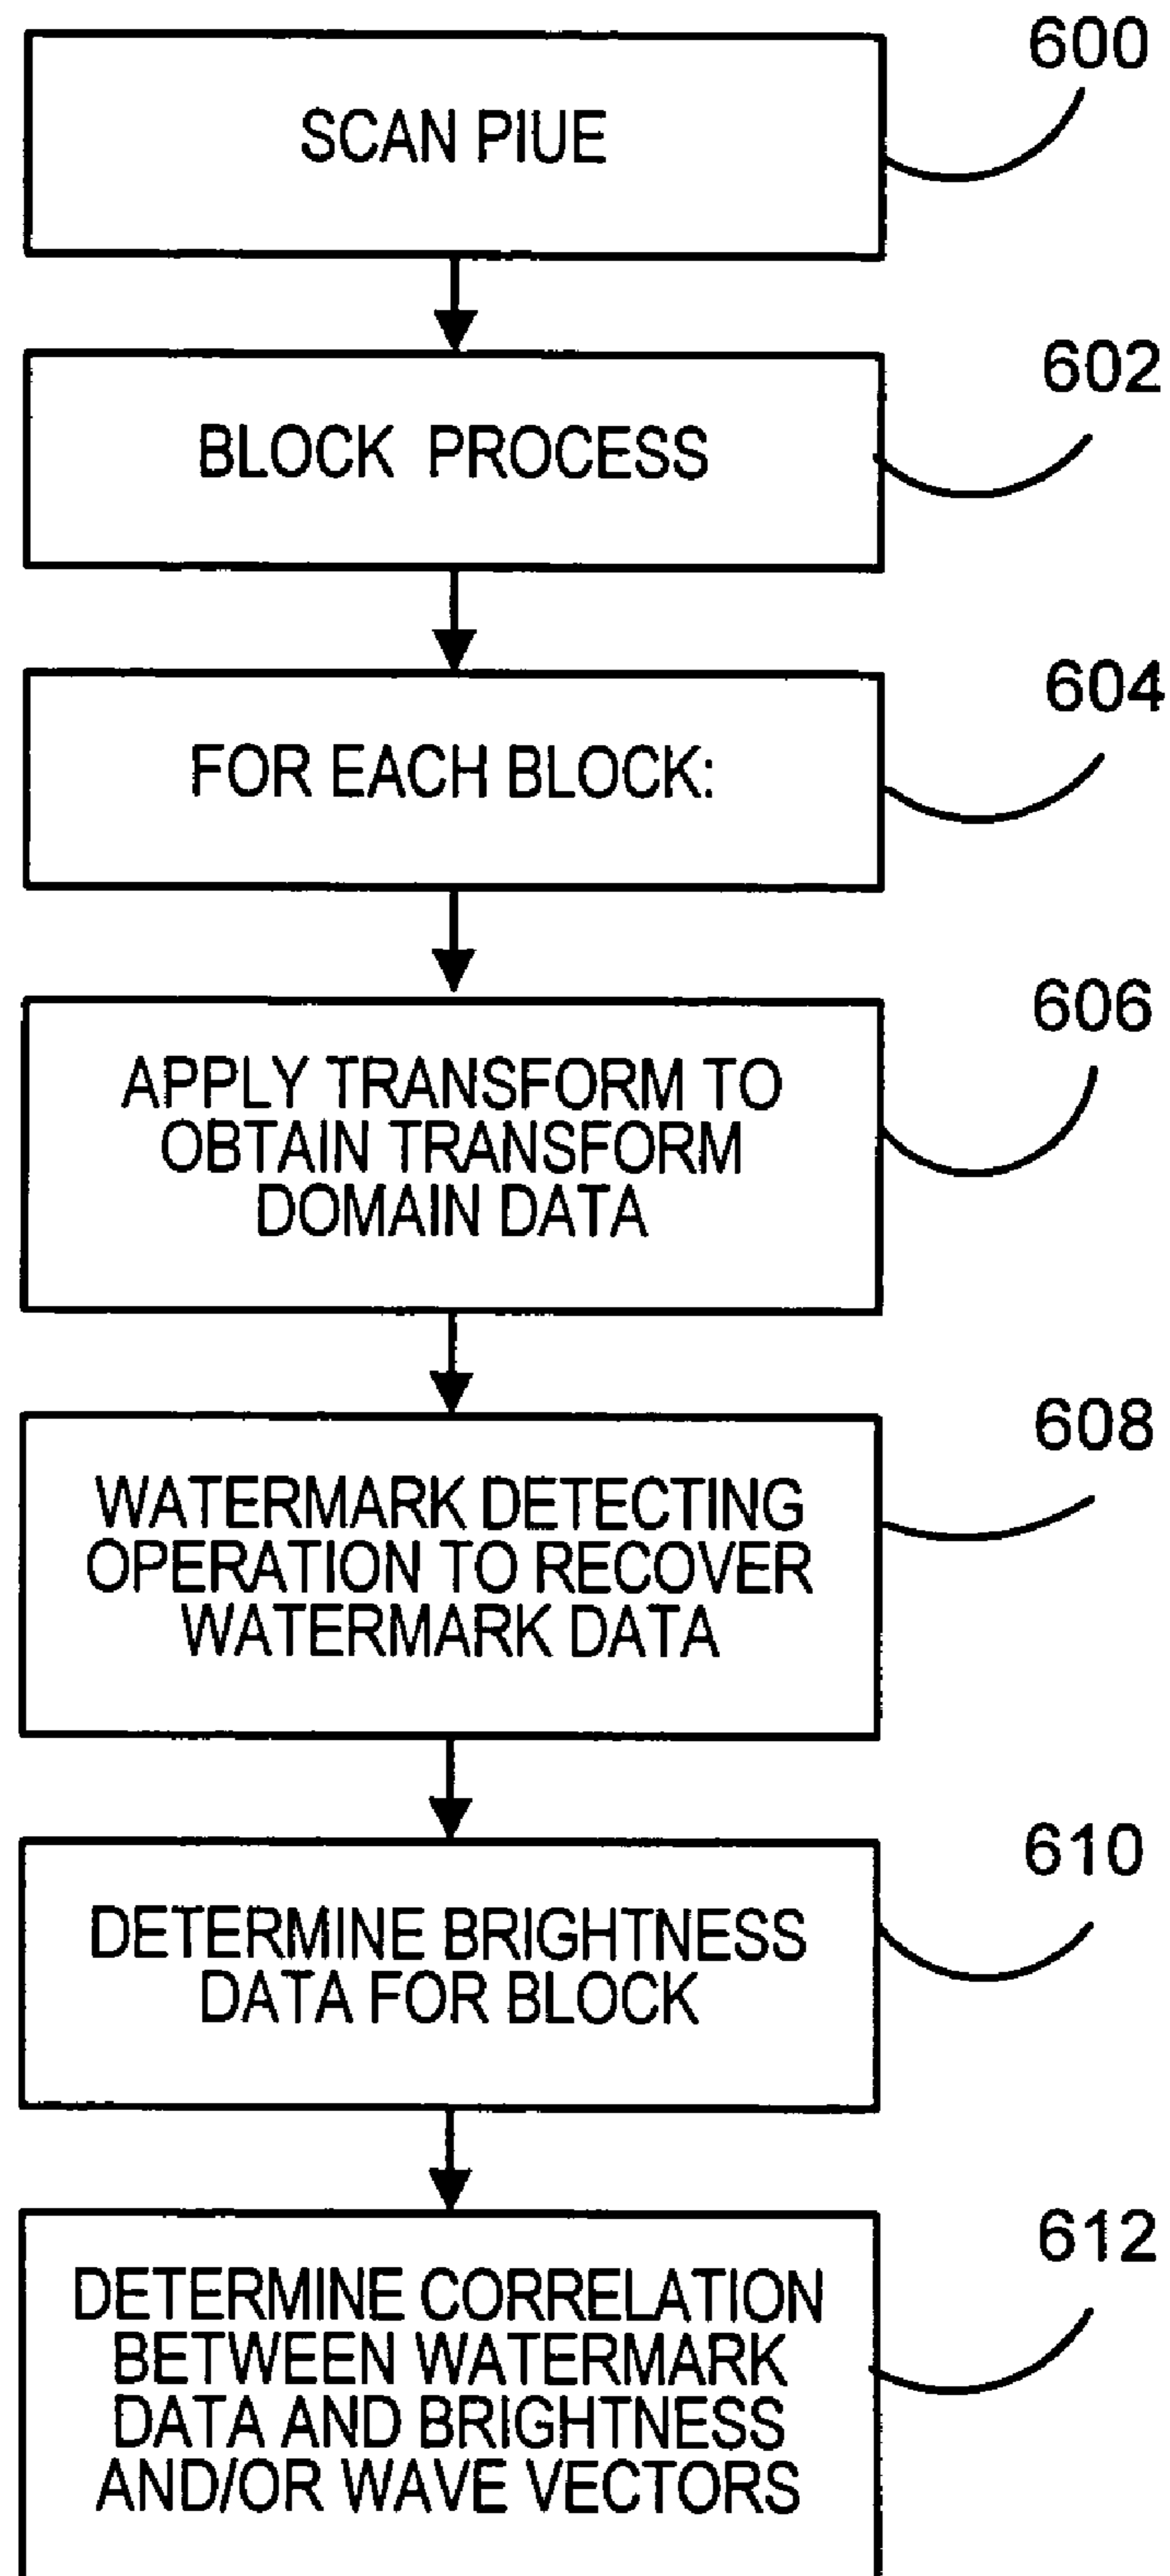 600
SCAN PIUE
602
BLOCK PROCESS
604
FOR EACH BLOCK:
606
APPLY TRANSFORM TO
OBTAIN TRANSFORM
DOMAIN DATA
608
WATERMARK DETECTING
OPERATION TO RECOVER
WATERMARK DATA
610
DETERMINE BRIGHTNESS
DATA FOR BLOCK
612
DETERMINE CORRELATION
BETWEEN WATERMARK
DATA AND BRIGHTNESS
AND/OR WAVE VECTORS